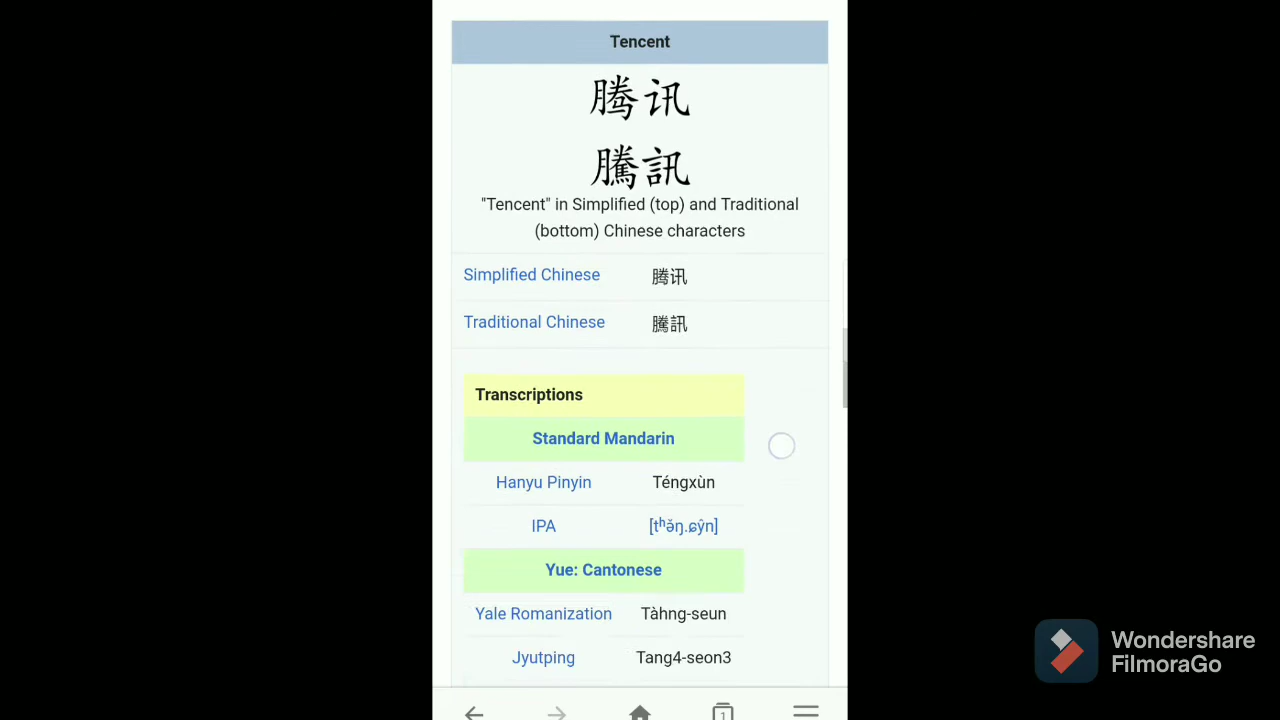 Tencent
腾讯
騰訊
"Tencent" in Simplified (top) and Traditional
(bottom) Chinese characters
Simplified Chinese 腾讯
Traditional Chinese 騰訊
Transcriptions
Standard Mandarin
Hanyu Pinyin Téngxùn
IPA [tʰə̌ŋ.ɕŷn]
Yue: Cantonese
Yale Romanization Tàhng-seun
Jyutping Tang4-seon3
1
Wondershare
FilmoraGo